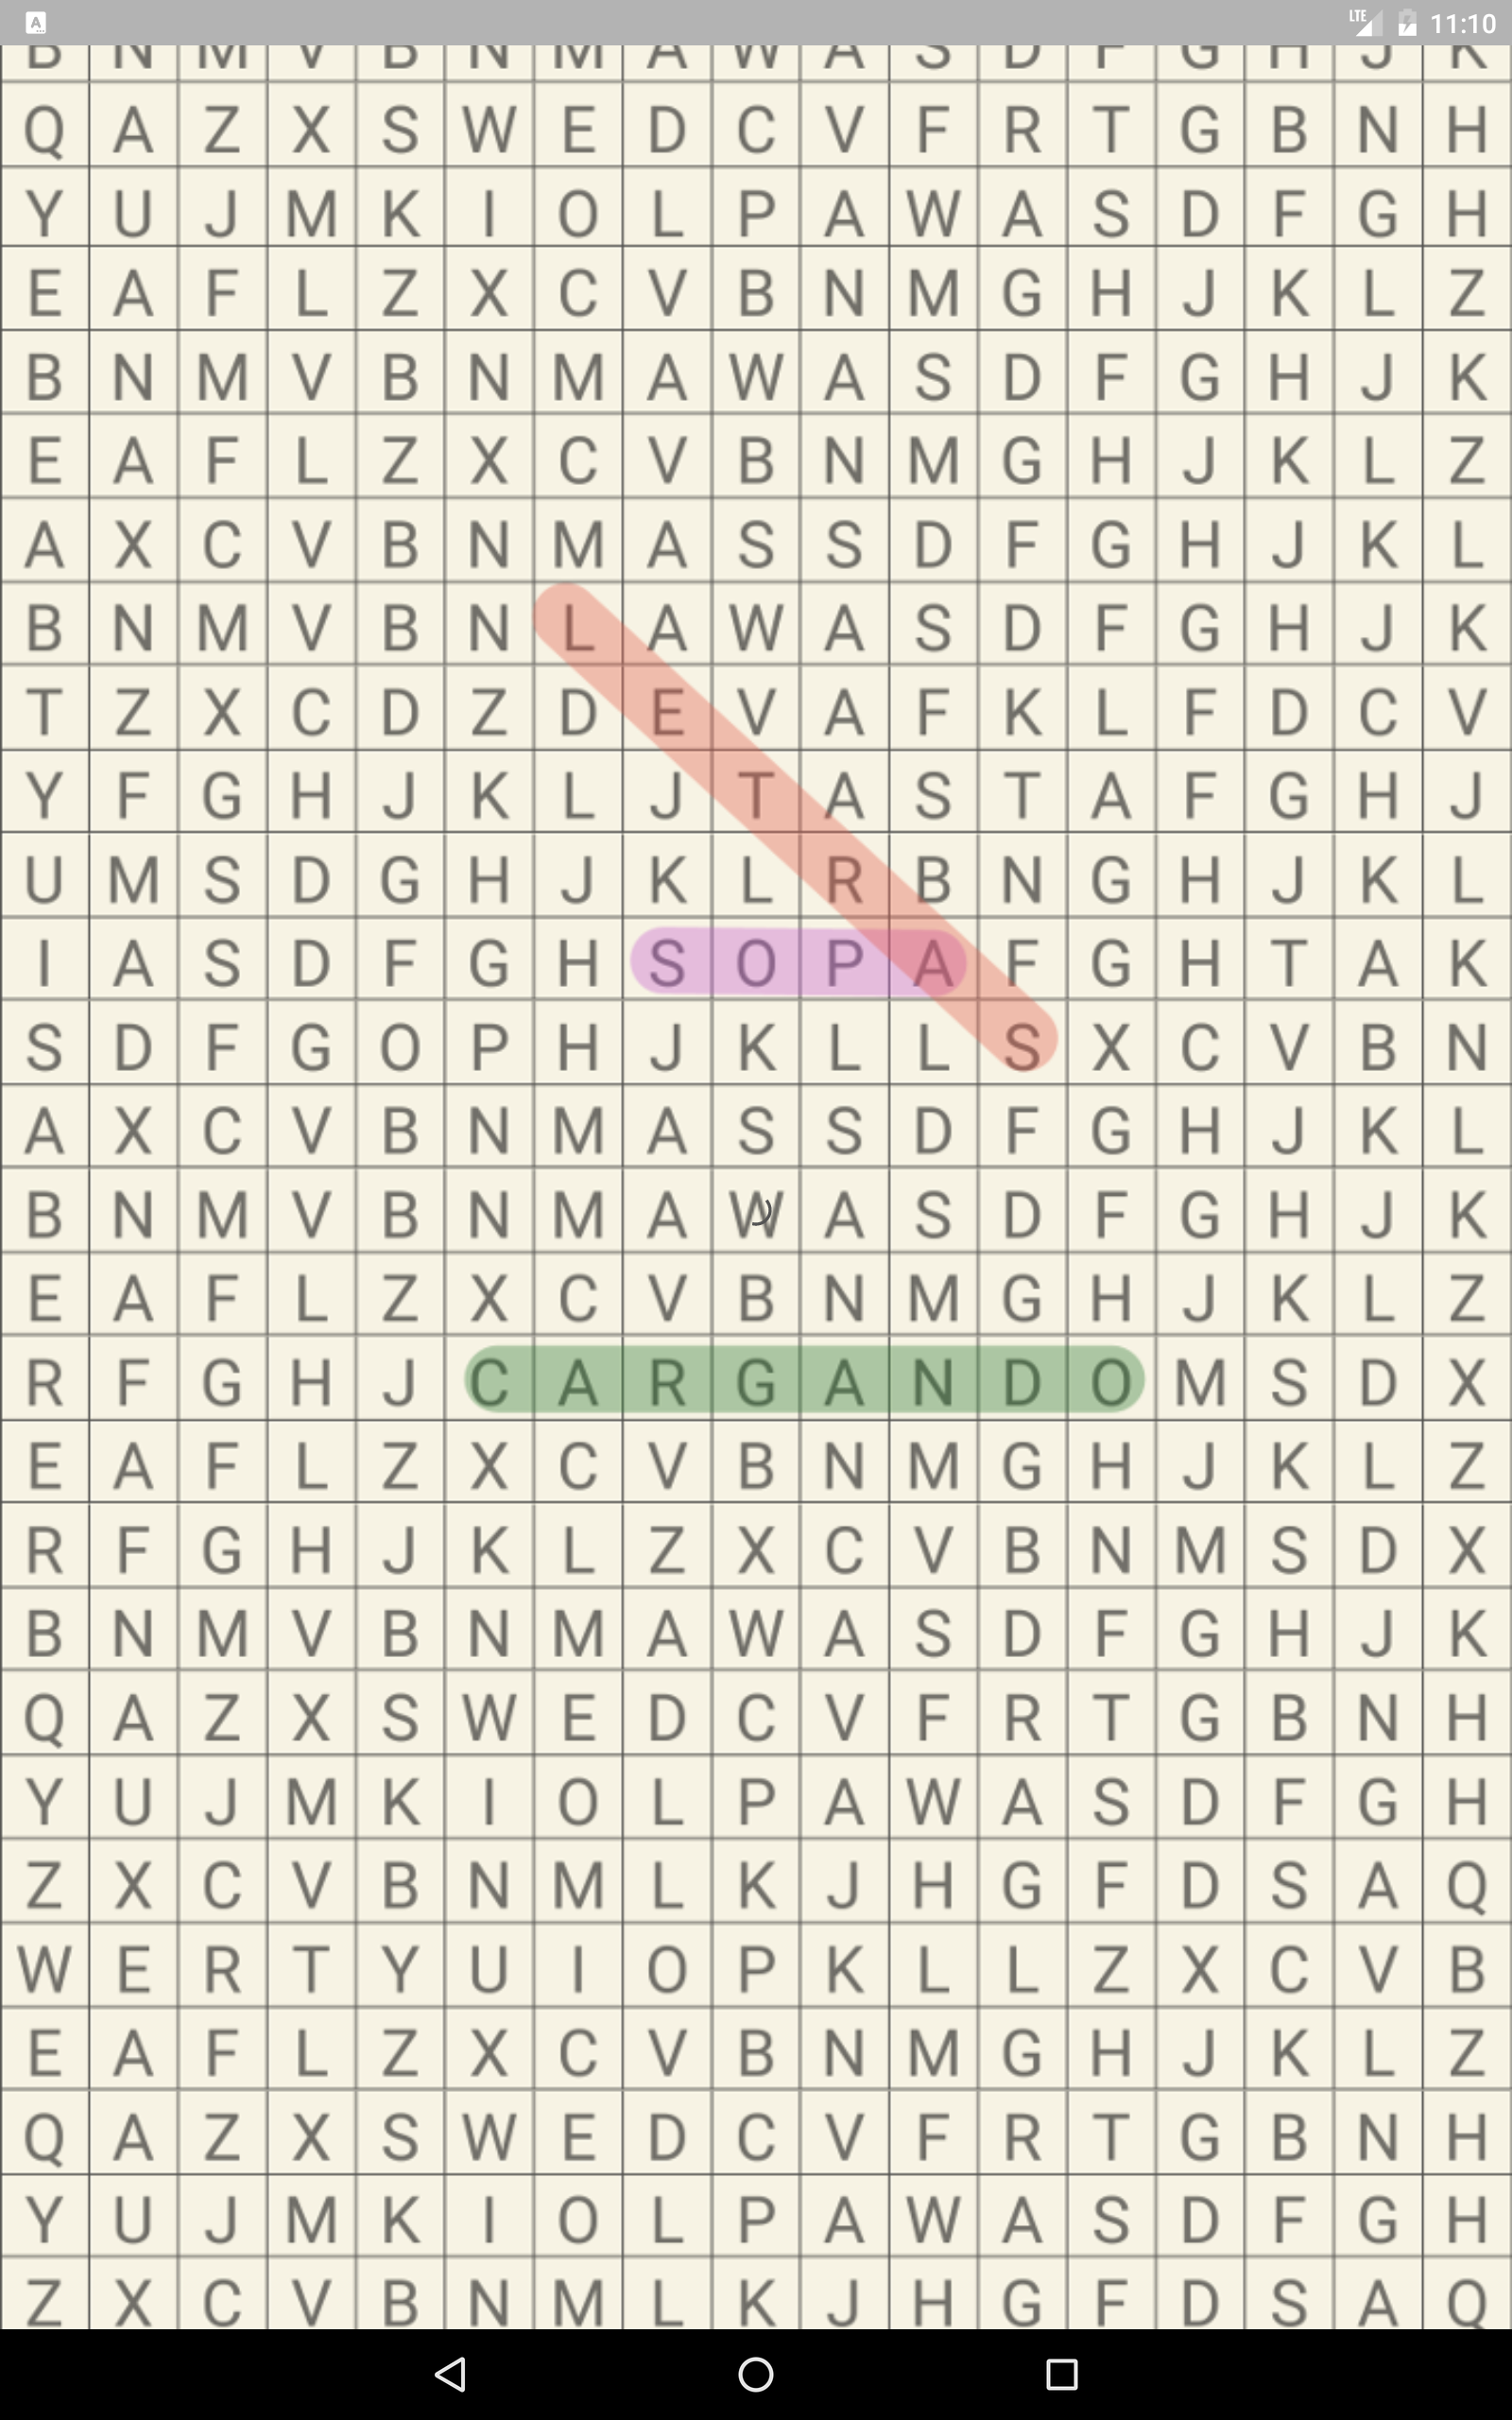 LTE 11:10
B N M V B N M A W A S D F G H J K
Q A Z X S W E D C V F R T G B N H
Y U J M K I O L P A W A S D F G H
E A F L Z X C V B N M G H J K L Z
B N M V B N M A W A S D F G H J K
E A F L Z X C V B N M G H J K L Z
A X C V B N M A S S D F G H J K L
B N M V B N L A W A S D F G H J K
T Z X C D Z D E V A F K L F D C V
Y F G H J K L J T A S T A F G H J
U M S D G H J K L R B N G H J K L
I A S D F G H S O P A F G H T A K
S D F G O P H J K L L S X C V B N
A X C V B N M A S S D F G H J K L
B N M V B N M A W A S D F G H J K
E A F L Z X C V B N M G H J K L Z
R F G H J C A R G A N D O M S D X
E A F L Z X C V B N M G H J K L Z
R F G H J K L Z X C V B N M S D X
B N M V B N M A W A S D F G H J K
Q A Z X S W E D C V F R T G B N H
Y U J M K I O L P A W A S D F G H
Z X C V B N M L K J H G F D S A Q
W E R T Y U I O P K L L Z X C V B
E A F L Z X C V B N M G H J K L Z
Q A Z X S W E D C V F R T G B N H
Y U J M K I O L P A W A S D F G H
Z X C V B N M L K J H G F D S A Q